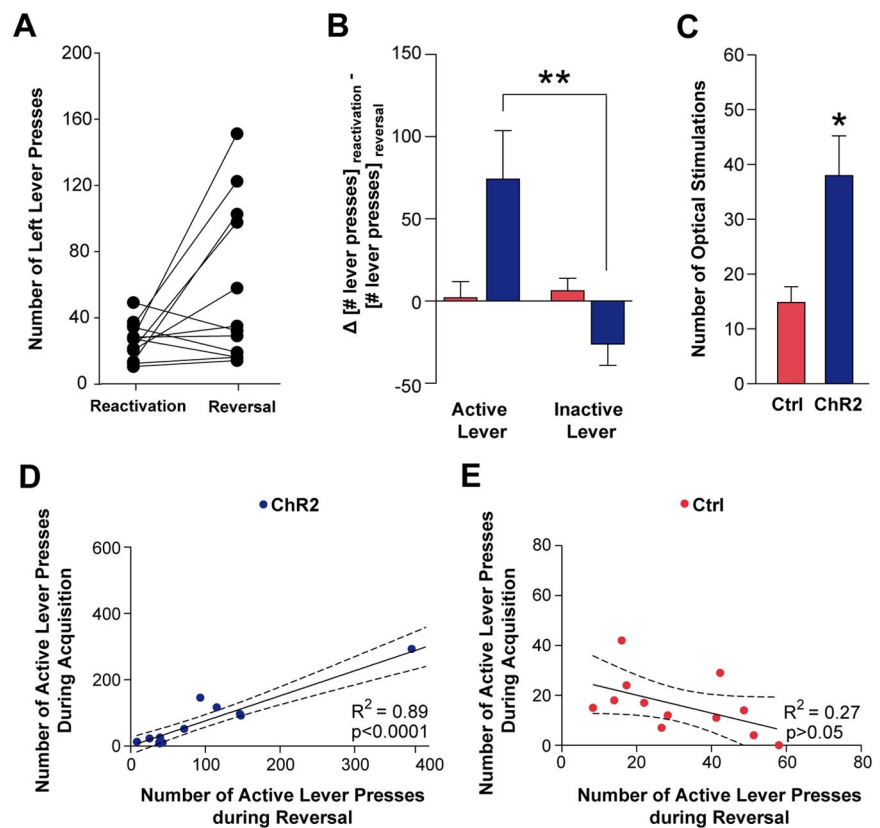 A
Number of Left Lever Presses
200
160
120
80
40
0
Reactivation
Reversal
B
Δ [# lever presses] reactivation -
[# lever presses] reversal
150
100
50
0
-50
**
Active
Lever
Inactive
Lever
C
Number of Optical Stimulations
60
50
40
30
20
10
0
*
Ctrl
ChR2
D
ChR2
Number of Active Lever Presses
During Acquisition
600
400
200
0
R² = 0.89
p<0.0001
0
100
200
300
400
Number of Active Lever Presses
during Reversal
E
Ctrl
Number of Active Lever Presses
During Acquisition
80
60
40
20
0
R² = 0.27
p>0.05
0
20
40
60
80
Number of Active Lever Presses
during Reversal